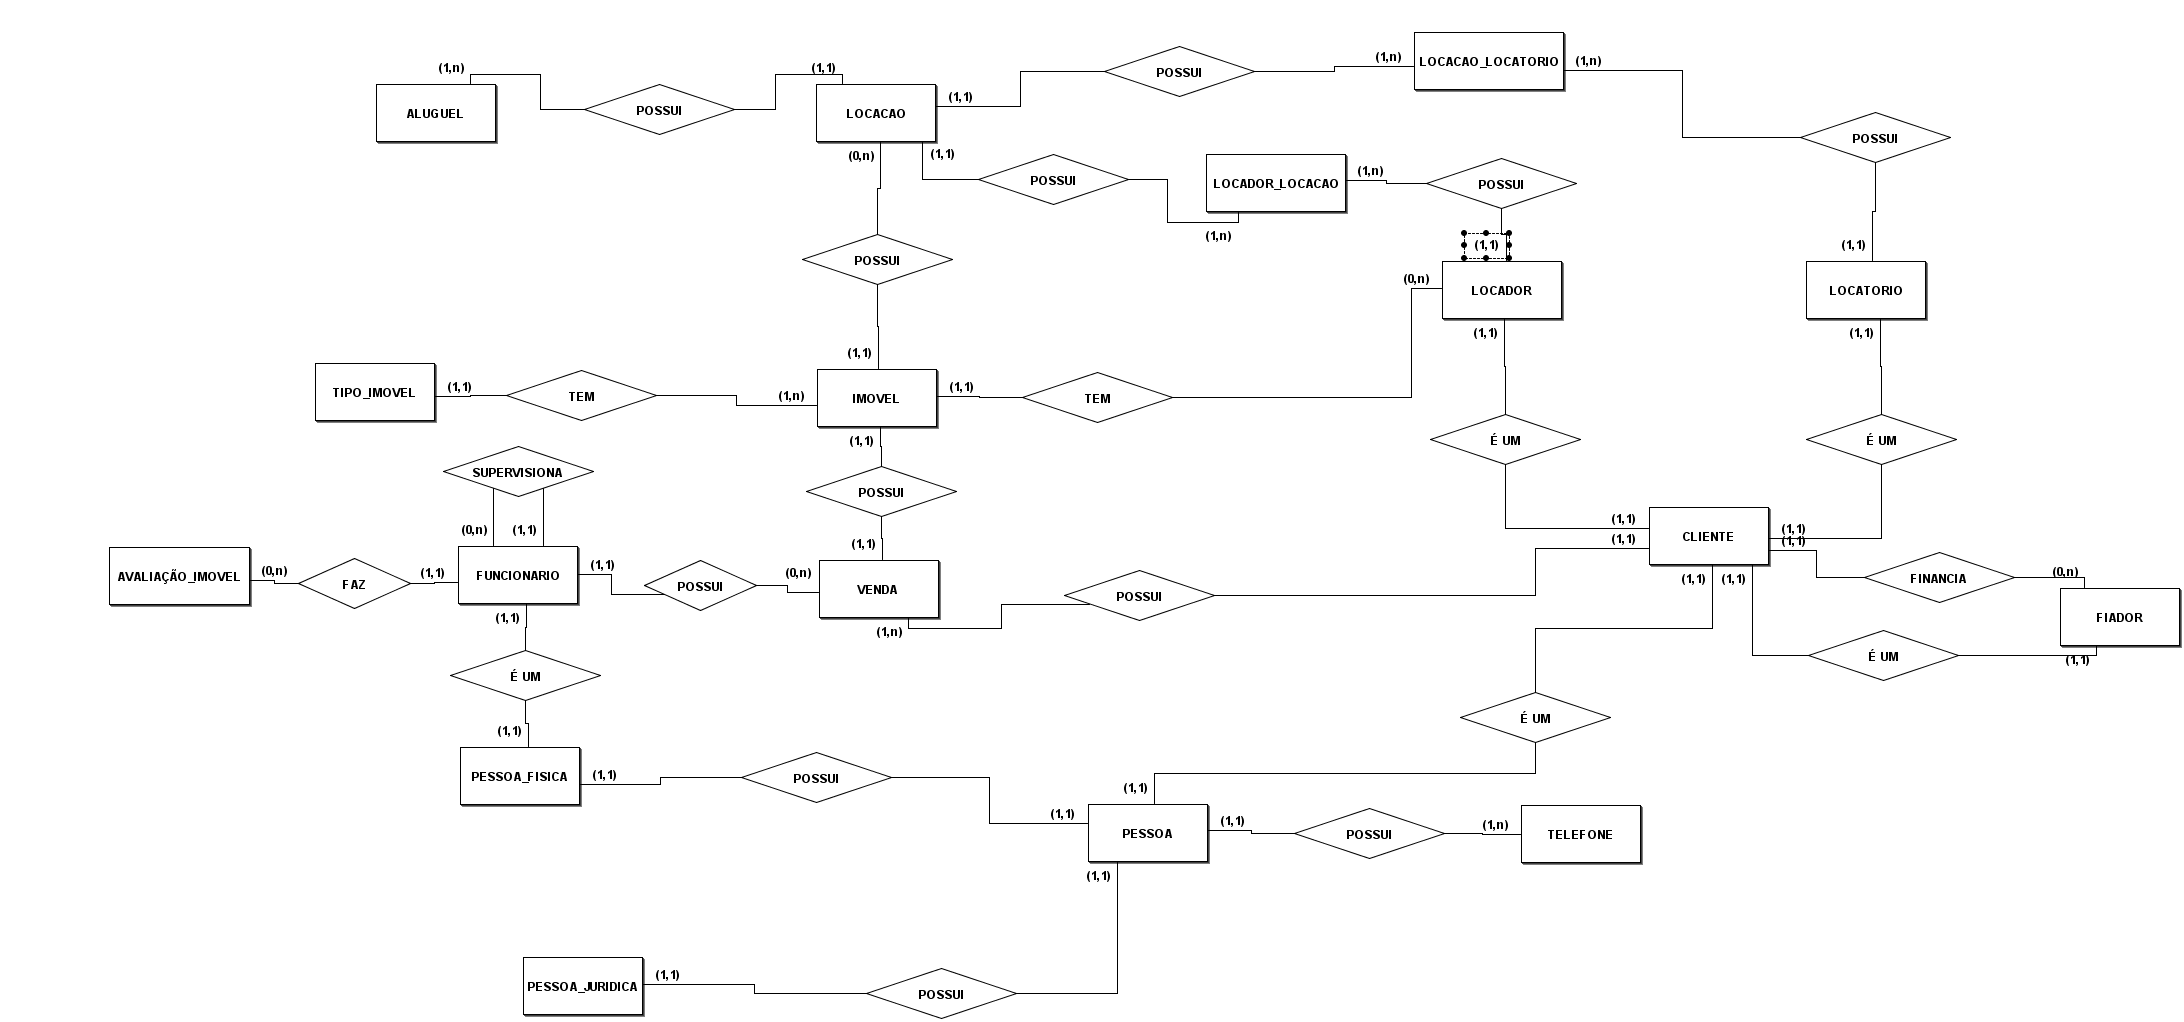 LOCACAO_LOCATORIO
(1,n)
(1,n)
POSSUI
(1,n)
(1,1)
ALUGUEL
POSSUI
LOCACAO
(1,1)
POSSUI
(0,n)
(1,1)
POSSUI
LOCADOR_LOCACAO
(1,n)
POSSUI
(1,n)
(1,1)
(1,1)
POSSUI
(0,n)
LOCADOR
LOCATORIO
(1,1)
(1,1)
(1,1)
TIPO_IMOVEL
(1,1)
TEM
(1,n)
IMOVEL
(1,1)
TEM
(1,1)
É UM
É UM
SUPERVISIONA
POSSUI
(0,n)
(1,1)
(1,1)
(1,1)
(1,1)
CLIENTE
(1,1)
(1,1)
AVALIAÇÃO_IMOVEL
(0,n)
FAZ
(1,1)
FUNCIONARIO
(1,1)
POSSUI
(0,n)
VENDA
POSSUI
(1,1)
(1,1)
FINANCIA
(0,n)
FIADOR
(1,1)
(1,n)
É UM
(1,1)
É UM
É UM
(1,1)
PESSOA_FISICA
(1,1)
POSSUI
(1,1)
(1,1)
PESSOA
(1,1)
POSSUI
(1,n)
TELEFONE
(1,1)
PESSOA_JURIDICA
(1,1)
POSSUI